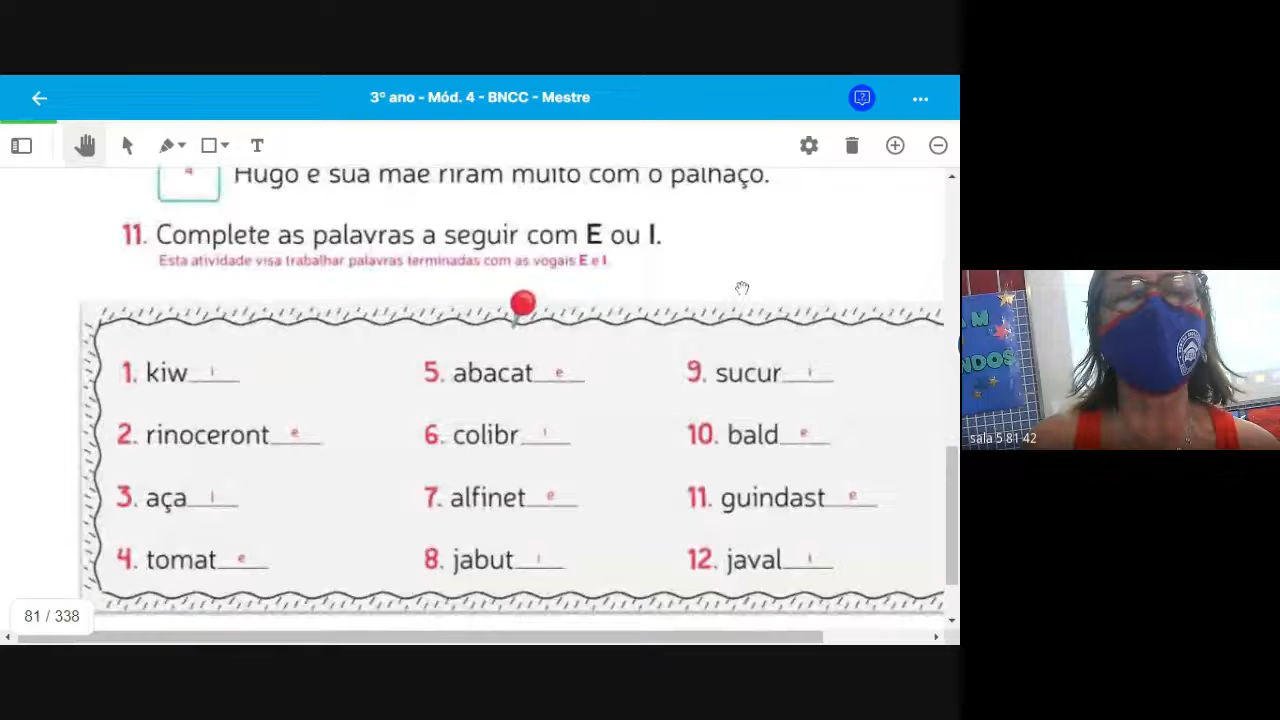 3º ano - Mód. 4 - BNCC - Mestre
T
Hugo e sua mãe riram muito com o palhaço.
11. Complete as palavras a seguir com E ou I.
Esta atividade visa trabalhar palavras terminadas com as vogais E e I
1. kiw i
5. abacat e
9. sucur i
2. rinoceront e
6. colibr i
10. bald e
3. aça i
7. alfinet e
11. guindast e
4. tomat e
8. jabut i
12. javal i
81 / 338
M
NDOS
sala 5 81 42